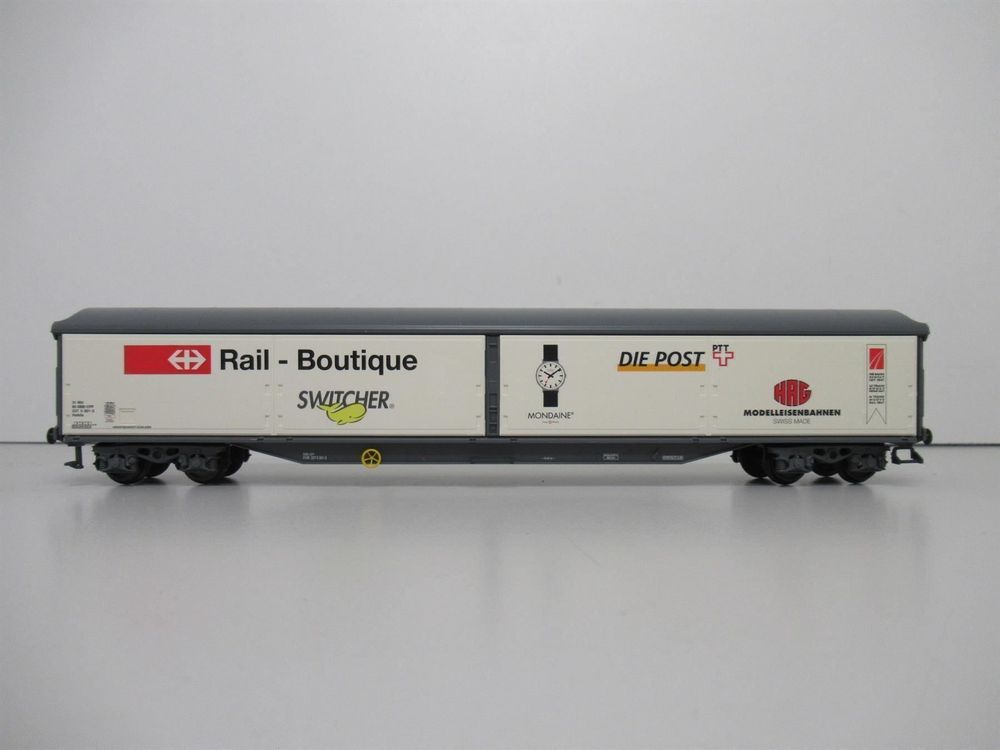 Rail - Boutique
SWITCHER®
MONDAINE®
DIE POST
PTT
HAG
MODELLEISENBAHNEN
SWISS MADE